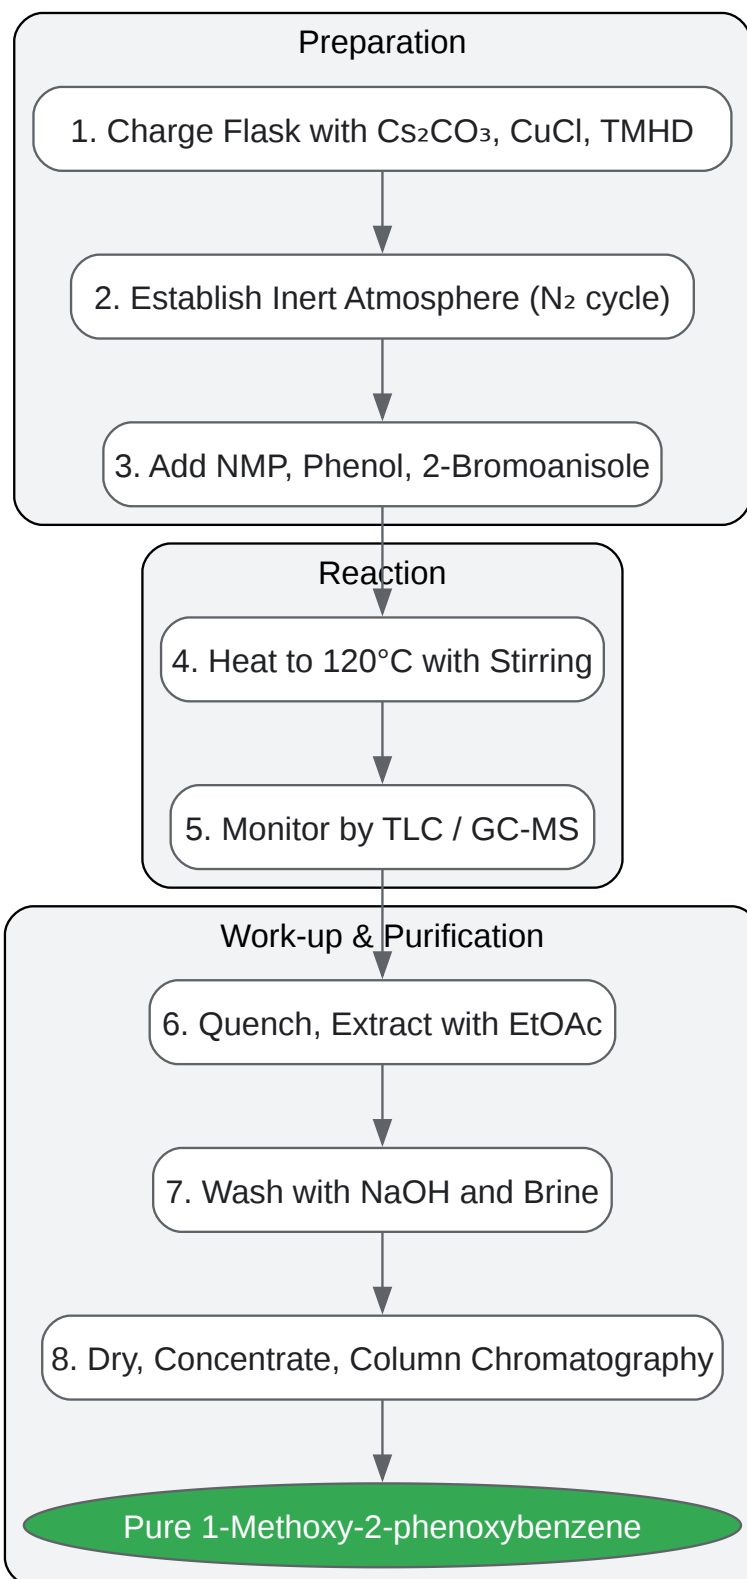 Preparation
1. Charge Flask with Cs₂CO₃, CuCl, TMHD
2. Establish Inert Atmosphere (N₂ cycle)
3. Add NMP, Phenol, 2-Bromoanisole
Reaction
4. Heat to 120°C with Stirring
5. Monitor by TLC / GC-MS
Work-up & Purification
6. Quench, Extract with EtOAc
7. Wash with NaOH and Brine
8. Dry, Concentrate, Column Chromatography
Pure 1-Methoxy-2-phenoxybenzene